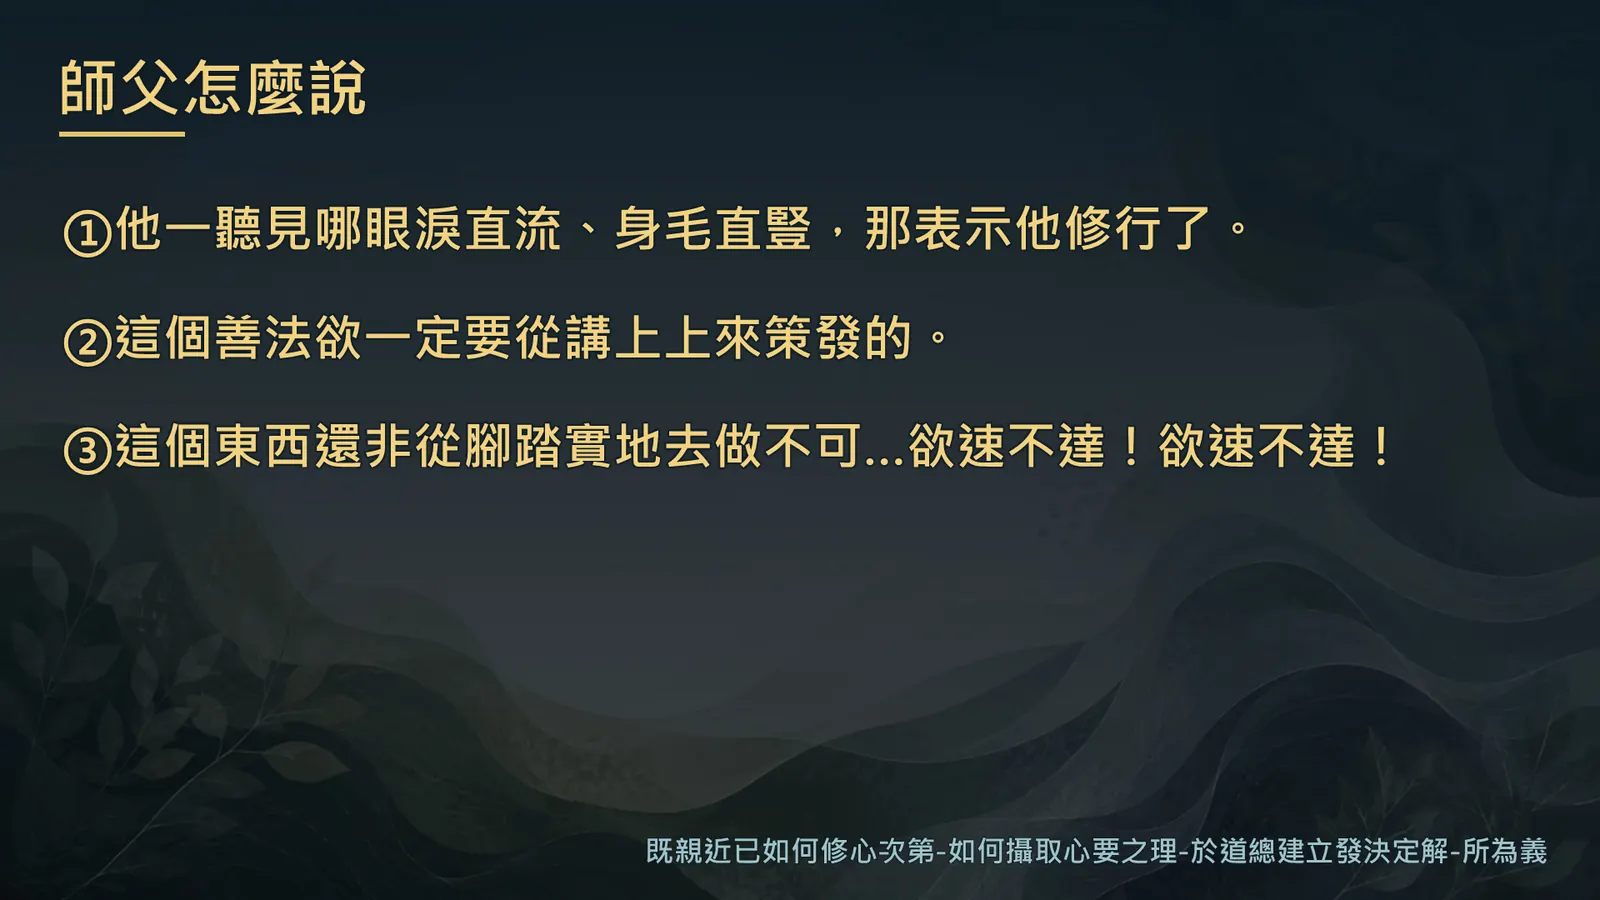 師父怎麼說
①他一聽見哪眼淚直流、身毛直豎，那表示他修行了。
②這個善法欲一定要從講上上來策發的。
③這個東西還非從腳踏實地去做不可...欲速不達！欲速不達！
既親近已如何修心次第-如何攝取心要之理-於道總建立發決定解-所為義